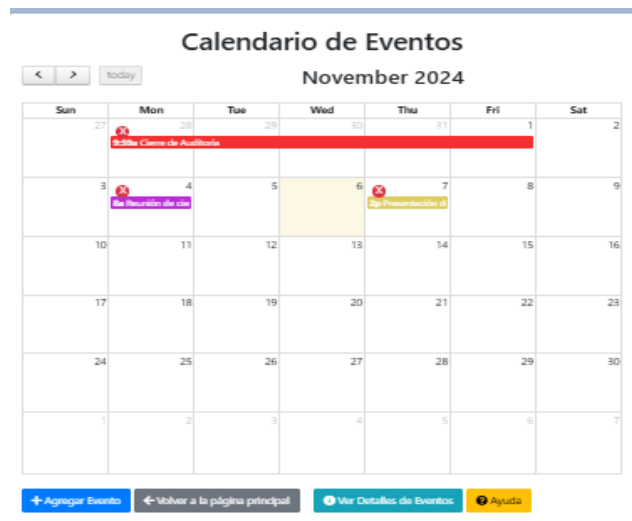 Calendario de Eventos
< > today
November 2024
Sun Mon Tue Wed Thu Fri Sat
27 28 29 30 31 1 2
9:59a Cierre de Auditoria
3 4 5 6 7 8 9
8a Reunión de cie 2p Presentación d
10 11 12 13 14 15 16
17 18 19 20 21 22 23
24 25 26 27 28 29 30
1 2 3 4 5 6 7
+ Agregar Evento ← Volver a la página principal Ver Detalles de Eventos ? Ayuda